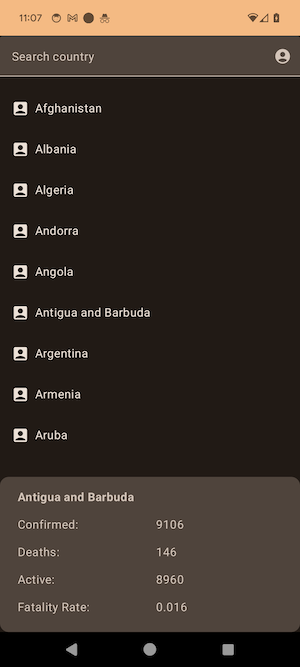 11:07
Search country
Afghanistan
Albania
Algeria
Andorra
Angola
Antigua and Barbuda
Argentina
Armenia
Aruba
Antigua and Barbuda
Confirmed: 9106
Deaths: 146
Active: 8960
Fatality Rate: 0.016